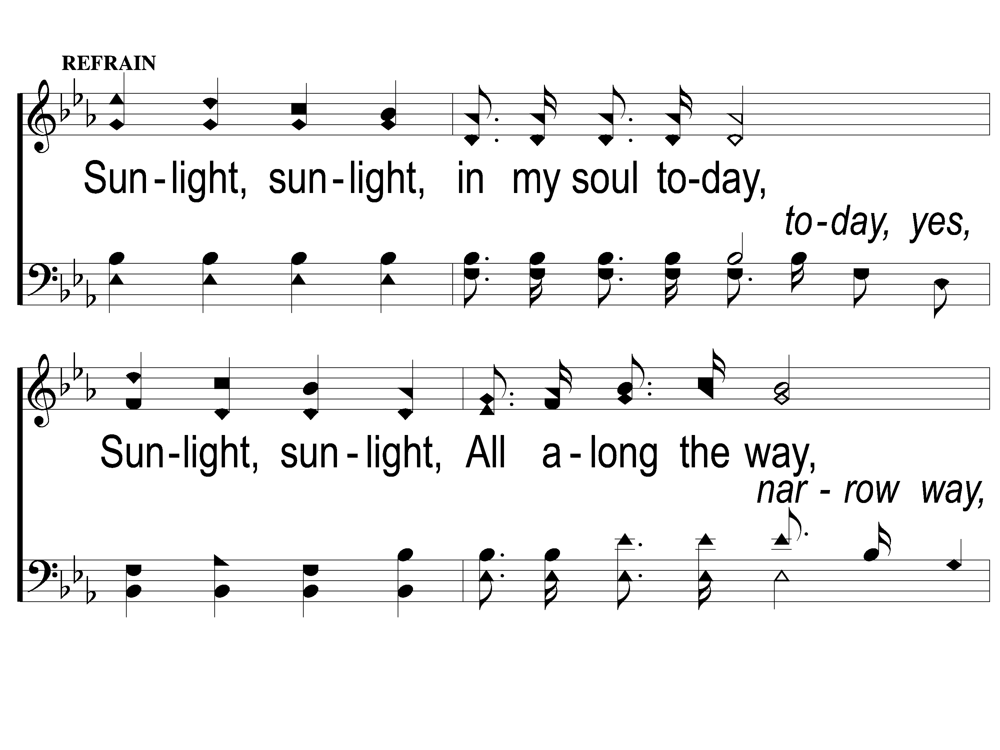 REFRAIN
Sun-light, sun-light, in my soul to-day,
to-day, yes,
Sun-light, sun-light, All a-long the way,
nar-row way,